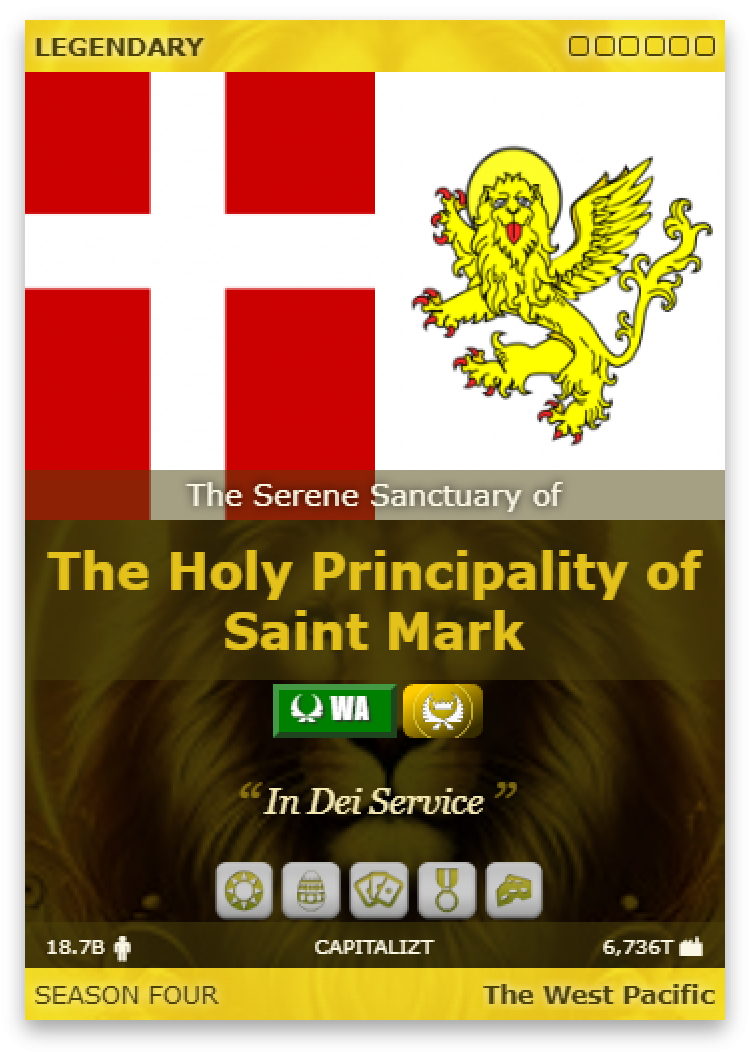 LEGENDARY
The Serene Sanctuary of
The Holy Principality of
Saint Mark
WA
“In Dei Service”
18.7B CAPITALIZT 6,736T
SEASON FOUR The West Pacific